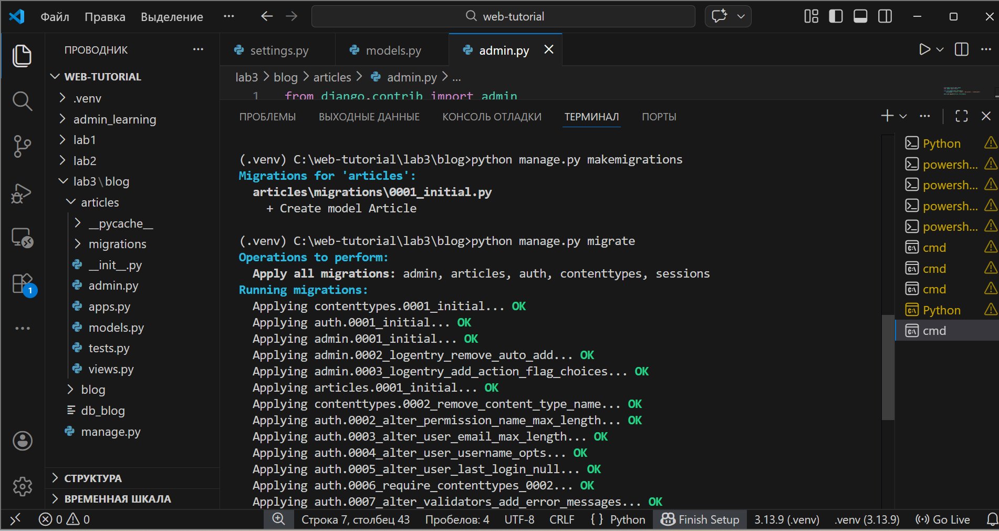 Файл Правка Выделение ··· web-tutorial
ПРОВОДНИК ···
WEB-TUTORIAL
.venv
admin_learning
lab1
lab2
lab3\blog
articles
__pycache__
migrations
__init__.py
admin.py
apps.py
models.py
tests.py
views.py
blog
db_blog
manage.py
СТРУКТУРА
ВРЕМЕННАЯ ШКАЛА
1
settings.py models.py admin.py
lab3 > blog > articles > admin.py > ...
1 from django.contrib import admin
ПРОБЛЕМЫ ВЫХОДНЫЕ ДАННЫЕ КОНСОЛЬ ОТЛАДКИ ТЕРМИНАЛ ПОРТЫ
(.venv) C:\web-tutorial\lab3\blog>python manage.py makemigrations
Migrations for 'articles':
articles\migrations\0001_initial.py
+ Create model Article
(.venv) C:\web-tutorial\lab3\blog>python manage.py migrate
Operations to perform:
Apply all migrations: admin, articles, auth, contenttypes, sessions
Running migrations:
Applying contenttypes.0001_initial... OK
Applying auth.0001_initial... OK
Applying admin.0001_initial... OK
Applying admin.0002_logentry_remove_auto_add... OK
Applying admin.0003_logentry_add_action_flag_choices... OK
Applying articles.0001_initial... OK
Applying contenttypes.0002_remove_content_type_name... OK
Applying auth.0002_alter_permission_name_max_length... OK
Applying auth.0003_alter_user_email_max_length... OK
Applying auth.0004_alter_user_username_opts... OK
Applying auth.0005_alter_user_last_login_null... OK
Applying auth.0006_require_contenttypes_0002... OK
Applying auth.0007_alter_validators_add_error_messages... OK
Python
powersh...
powersh...
powersh...
powersh...
cmd
cmd
cmd
Python
cmd
0 0 Строка 7, столбец 43 Пробелов: 4 UTF-8 CRLF { } Python Finish Setup 3.13.9 (.venv) .venv (3.13.9) Go Live